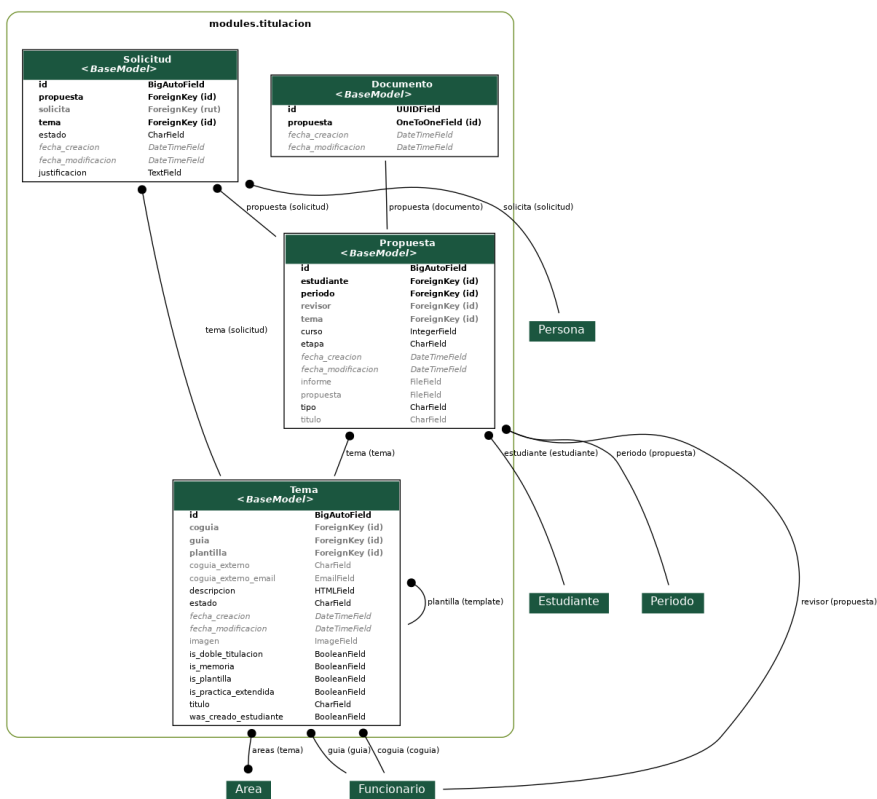 modules.titulacion
Solicitud
<BaseModel>
id BigAutoField
propuesta ForeignKey (id)
solicita ForeignKey (rut)
tema ForeignKey (id)
estado CharField
fecha_creacion DateTimeField
fecha_modificacion DateTimeField
justificacion TextField
Documento
<BaseModel>
id UUIDField
propuesta OneToOneField (id)
fecha_creacion DateTimeField
fecha_modificacion DateTimeField
propuesta (solicitud)
propuesta (documento)
solicita (solicitud)
Propuesta
<BaseModel>
id BigAutoField
estudiante ForeignKey (id)
periodo ForeignKey (id)
revisor ForeignKey (id)
tema ForeignKey (id)
curso IntegerField
etapa CharField
fecha_creacion DateTimeField
fecha_modificacion DateTimeField
informe FileField
propuesta FileField
tipo CharField
titulo CharField
Persona
tema (solicitud)
tema (tema)
estudiante (estudiante)
periodo (propuesta)
Tema
<BaseModel>
id BigAutoField
coguia ForeignKey (id)
guia ForeignKey (id)
plantilla ForeignKey (id)
coguia_externo CharField
coguia_externo_email EmailField
descripcion HTMLField
estado CharField
fecha_creacion DateTimeField
fecha_modificacion DateTimeField
imagen ImageField
is_doble_titulacion BooleanField
is_memoria BooleanField
is_plantilla BooleanField
is_practica_extendida BooleanField
titulo CharField
was_creado_estudiante BooleanField
plantilla (template)
Estudiante
Periodo
revisor (propuesta)
areas (tema)
guia (guia)
coguia (coguia)
Area
Funcionario